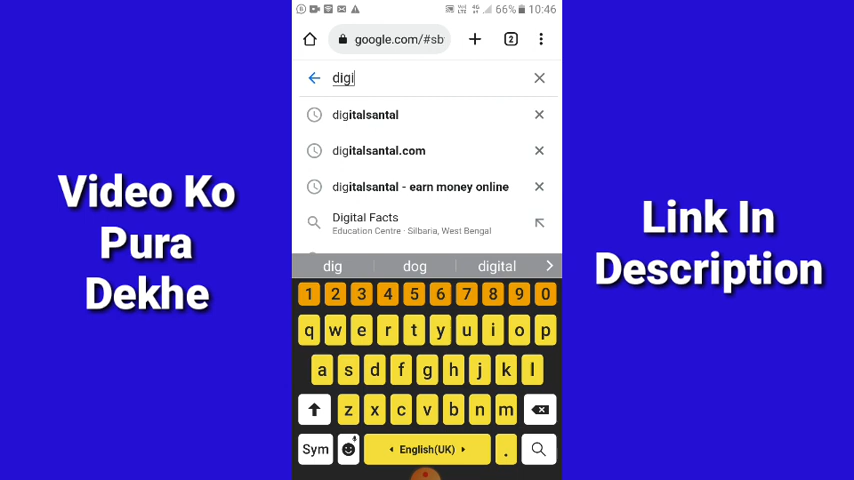 Video Ko
Pura
Dekhe
66% 10:46
google.com/#sb
2
digi
digitalsantal
digitalsantal.com
digitalsantal - earn money online
Digital Facts
Education Centre · Silbaria, West Bengal
dig dog digital
1 2 3 4 5 6 7 8 9 0
q w e r t y u i o p
a s d f g h j k l
z x c v b n m
Sym English(UK) .
Link In
Description